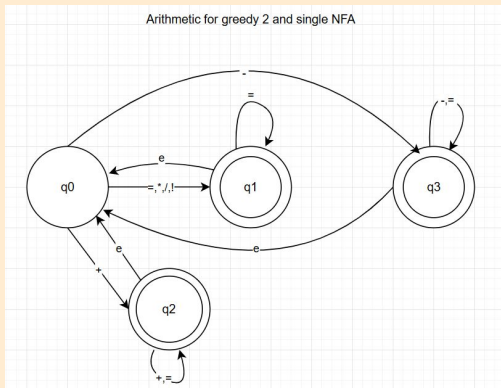 Arithmetic for greedy 2 and single NFA
-
=
-,=
e
q0
=,*,/,!
q1
q3
e
e
+
q2
+,=